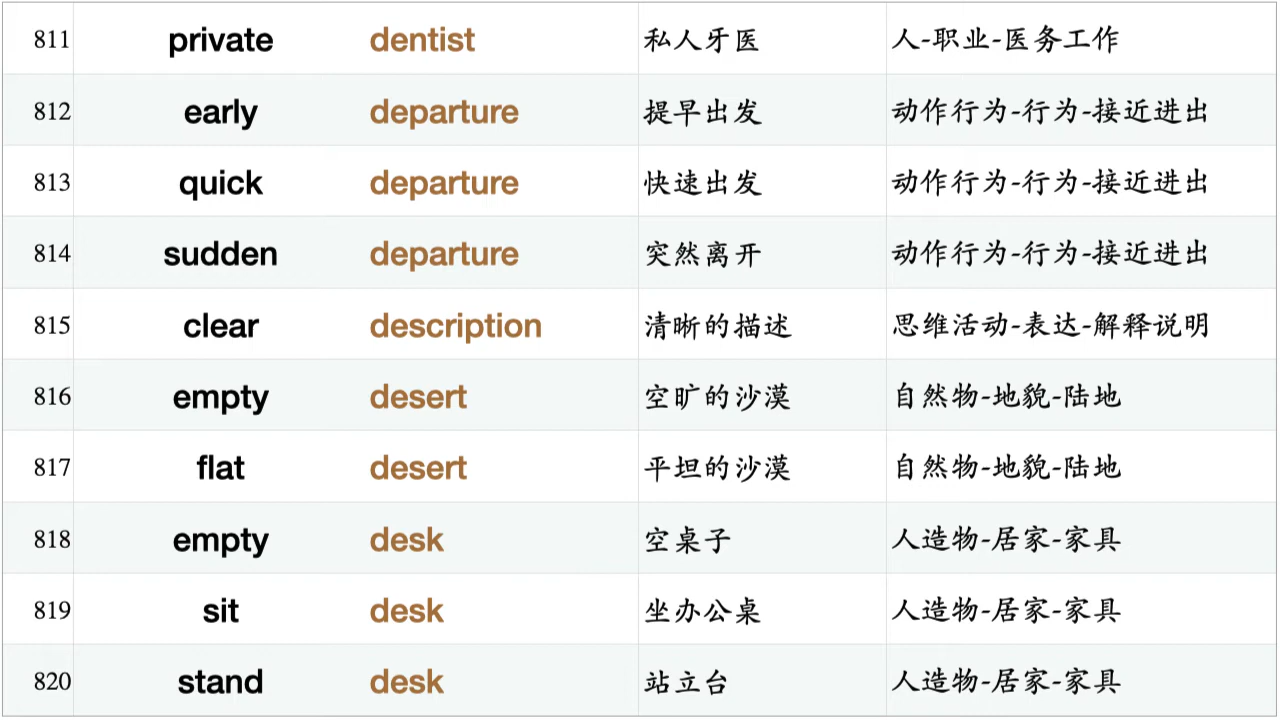 811 private dentist 私人牙医 人-职业-医务工作
812 early departure 提早出发 动作行为-行为-接近进出
813 quick departure 快速出发 动作行为-行为-接近进出
814 sudden departure 突然离开 动作行为-行为-接近进出
815 clear description 清晰的描述 思维活动-表达-解释说明
816 empty desert 空旷的沙漠 自然物-地貌-陆地
817 flat desert 平坦的沙漠 自然物-地貌-陆地
818 empty desk 空桌子 人造物-居家-家具
819 sit desk 坐办公桌 人造物-居家-家具
820 stand desk 站立台 人造物-居家-家具